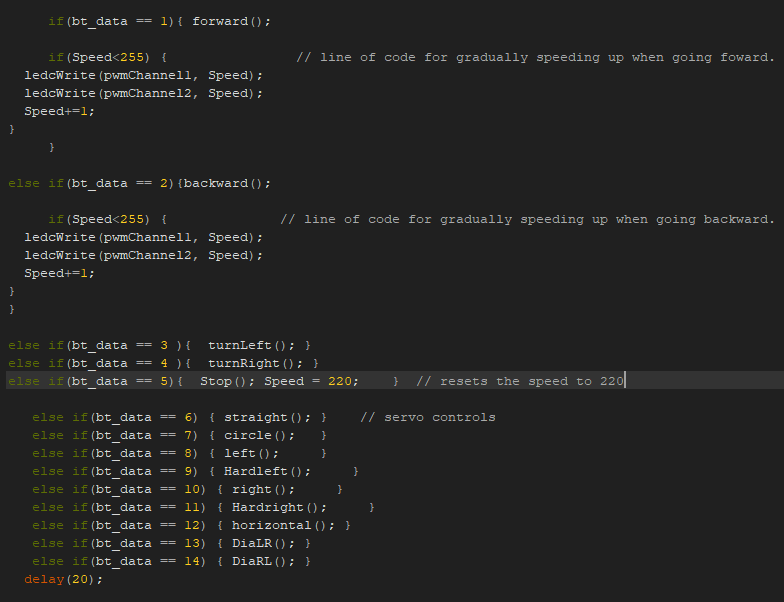 if(bt_data == 1){ forward();
if(Speed<255) {                // line of code for gradually speeding up when going foward.
ledcWrite(pwmChannel1, Speed);
ledcWrite(pwmChannel2, Speed);
Speed+=1;
}
}
else if(bt_data == 2){backward();
if(Speed<255) {              // line of code for gradually speeding up when going backward.
ledcWrite(pwmChannel1, Speed);
ledcWrite(pwmChannel2, Speed);
Speed+=1;
}
}
else if(bt_data == 3 ){  turnLeft(); }
else if(bt_data == 4 ){  turnRight(); }
else if(bt_data == 5){  Stop(); Speed = 220;    }  // resets the speed to 220
else if(bt_data == 6) { straight(); }    // servo controls
else if(bt_data == 7) { circle();   }
else if(bt_data == 8) { left();     }
else if(bt_data == 9) { Hardleft();     }
else if(bt_data == 10) { right();     }
else if(bt_data == 11) { Hardright();     }
else if(bt_data == 12) { horizontal(); }
else if(bt_data == 13) { DiaLR(); }
else if(bt_data == 14) { DiaRL(); }
delay(20);